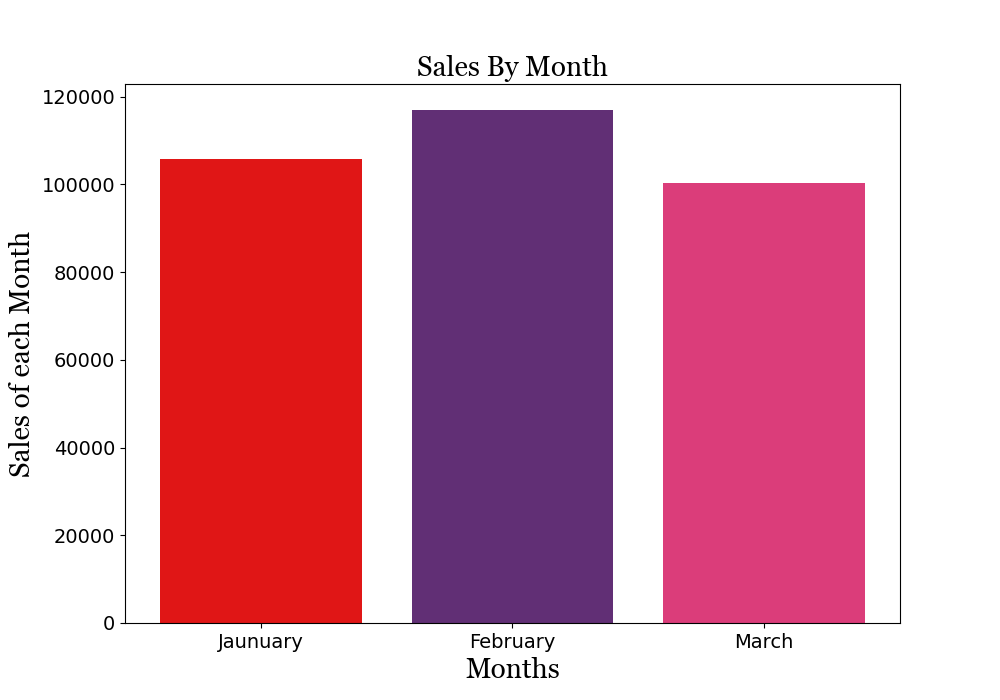 Sales By Month
Sales of each Month
120000
100000
80000
60000
40000
20000
0
Jaunuary February March
Months